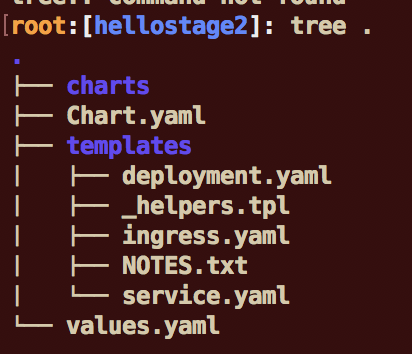 tree.: command not found
[root:[hellostage2]: tree .
.
├── charts
├── Chart.yaml
├── templates
│   ├── deployment.yaml
│   ├── _helpers.tpl
│   ├── ingress.yaml
│   ├── NOTES.txt
│   └── service.yaml
└── values.yaml